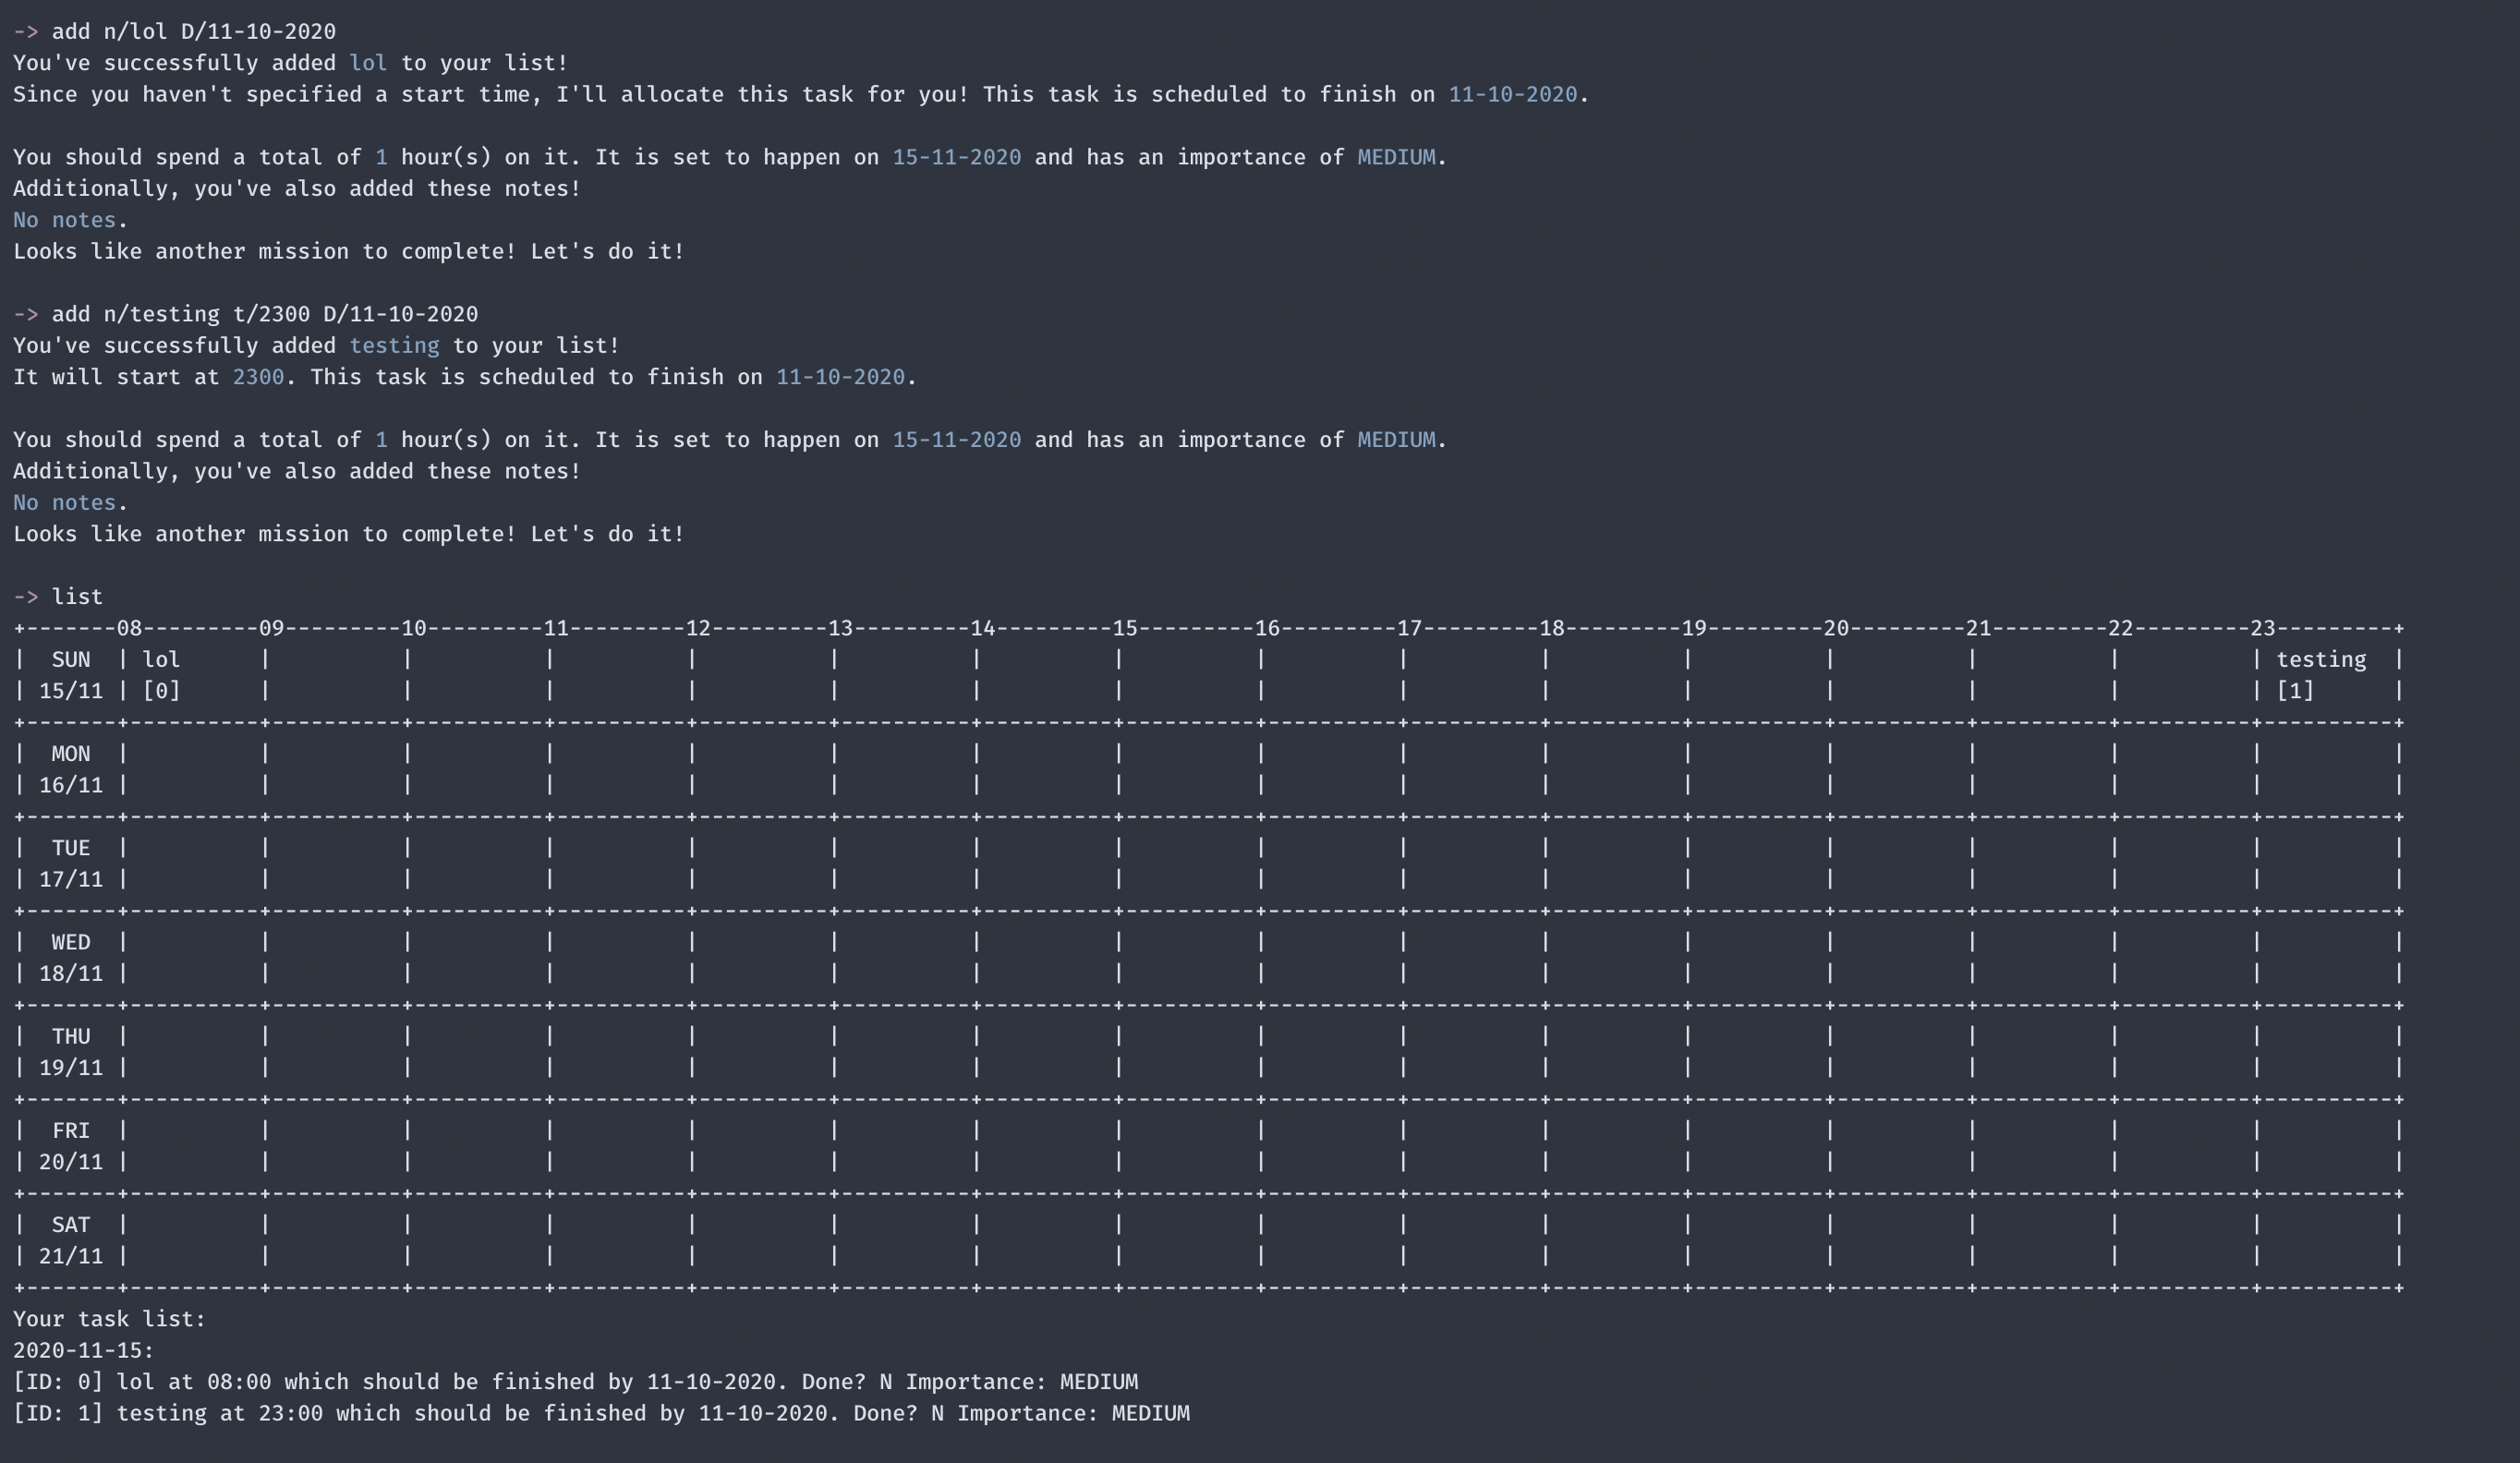 -> add n/lol D/11-10-2020
You've successfully added lol to your list!
Since you haven't specified a start time, I'll allocate this task for you! This task is scheduled to finish on 11-10-2020.
You should spend a total of 1 hour(s) on it. It is set to happen on 15-11-2020 and has an importance of MEDIUM.
Additionally, you've also added these notes!
No notes.
Looks like another mission to complete! Let's do it!
-> add n/testing t/2300 D/11-10-2020
You've successfully added testing to your list!
It will start at 2300. This task is scheduled to finish on 11-10-2020.
You should spend a total of 1 hour(s) on it. It is set to happen on 15-11-2020 and has an importance of MEDIUM.
Additionally, you've also added these notes!
No notes.
Looks like another mission to complete! Let's do it!
-> list
+-------08---------09---------10---------11---------12---------13---------14---------15---------16---------17---------18---------19---------20---------21---------22---------23---------+
|  SUN  | lol      |          |          |          |          |          |          |          |          |          |          |          |          |          |          | testing  |
| 15/11 | [0]      |          |          |          |          |          |          |          |          |          |          |          |          |          |          | [1]      |
+-------+----------+----------+----------+----------+----------+----------+----------+----------+----------+----------+----------+----------+----------+----------+----------+----------+
|  MON  |          |          |          |          |          |          |          |          |          |          |          |          |          |          |          |          |
| 16/11 |          |          |          |          |          |          |          |          |          |          |          |          |          |          |          |          |
+-------+----------+----------+----------+----------+----------+----------+----------+----------+----------+----------+----------+----------+----------+----------+----------+----------+
|  TUE  |          |          |          |          |          |          |          |          |          |          |          |          |          |          |          |          |
| 17/11 |          |          |          |          |          |          |          |          |          |          |          |          |          |          |          |          |
+-------+----------+----------+----------+----------+----------+----------+----------+----------+----------+----------+----------+----------+----------+----------+----------+----------+
|  WED  |          |          |          |          |          |          |          |          |          |          |          |          |          |          |          |          |
| 18/11 |          |          |          |          |          |          |          |          |          |          |          |          |          |          |          |          |
+-------+----------+----------+----------+----------+----------+----------+----------+----------+----------+----------+----------+----------+----------+----------+----------+----------+
|  THU  |          |          |          |          |          |          |          |          |          |          |          |          |          |          |          |          |
| 19/11 |          |          |          |          |          |          |          |          |          |          |          |          |          |          |          |          |
+-------+----------+----------+----------+----------+----------+----------+----------+----------+----------+----------+----------+----------+----------+----------+----------+----------+
|  FRI  |          |          |          |          |          |          |          |          |          |          |          |          |          |          |          |          |
| 20/11 |          |          |          |          |          |          |          |          |          |          |          |          |          |          |          |          |
+-------+----------+----------+----------+----------+----------+----------+----------+----------+----------+----------+----------+----------+----------+----------+----------+----------+
|  SAT  |          |          |          |          |          |          |          |          |          |          |          |          |          |          |          |          |
| 21/11 |          |          |          |          |          |          |          |          |          |          |          |          |          |          |          |          |
+-------+----------+----------+----------+----------+----------+----------+----------+----------+----------+----------+----------+----------+----------+----------+----------+----------+
Your task list:
2020-11-15:
[ID: 0] lol at 08:00 which should be finished by 11-10-2020. Done? N Importance: MEDIUM
[ID: 1] testing at 23:00 which should be finished by 11-10-2020. Done? N Importance: MEDIUM